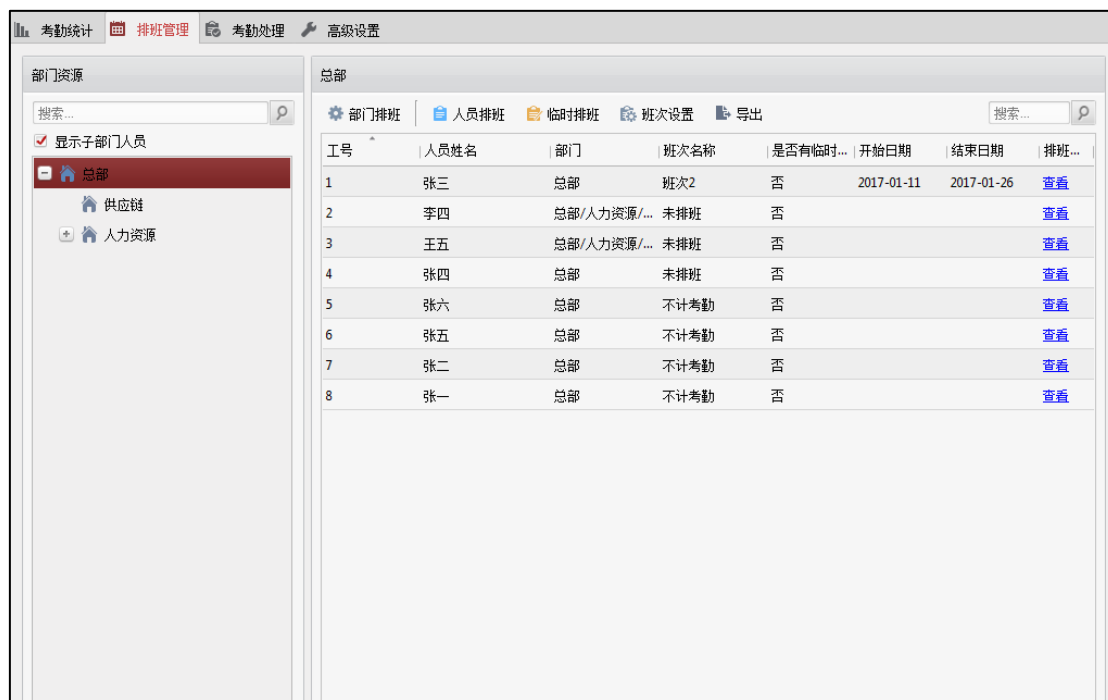 考勤统计 排班管理 考勤处理 高级设置
部门资源
搜索...
显示子部门人员
总部
供应链
人力资源
总部
部门排班 人员排班 临时排班 班次设置 导出 搜索...
工号 人员姓名 部门 班次名称 是否有临时... 开始日期 结束日期 排班...
1 张三 总部 班次2 否 2017-01-11 2017-01-26 查看
2 李四 总部/人力资源/... 未排班 否 查看
3 王五 总部/人力资源/... 未排班 否 查看
4 张四 总部 未排班 否 查看
5 张六 总部 不计考勤 否 查看
6 张五 总部 不计考勤 否 查看
7 张二 总部 不计考勤 否 查看
8 张一 总部 不计考勤 否 查看